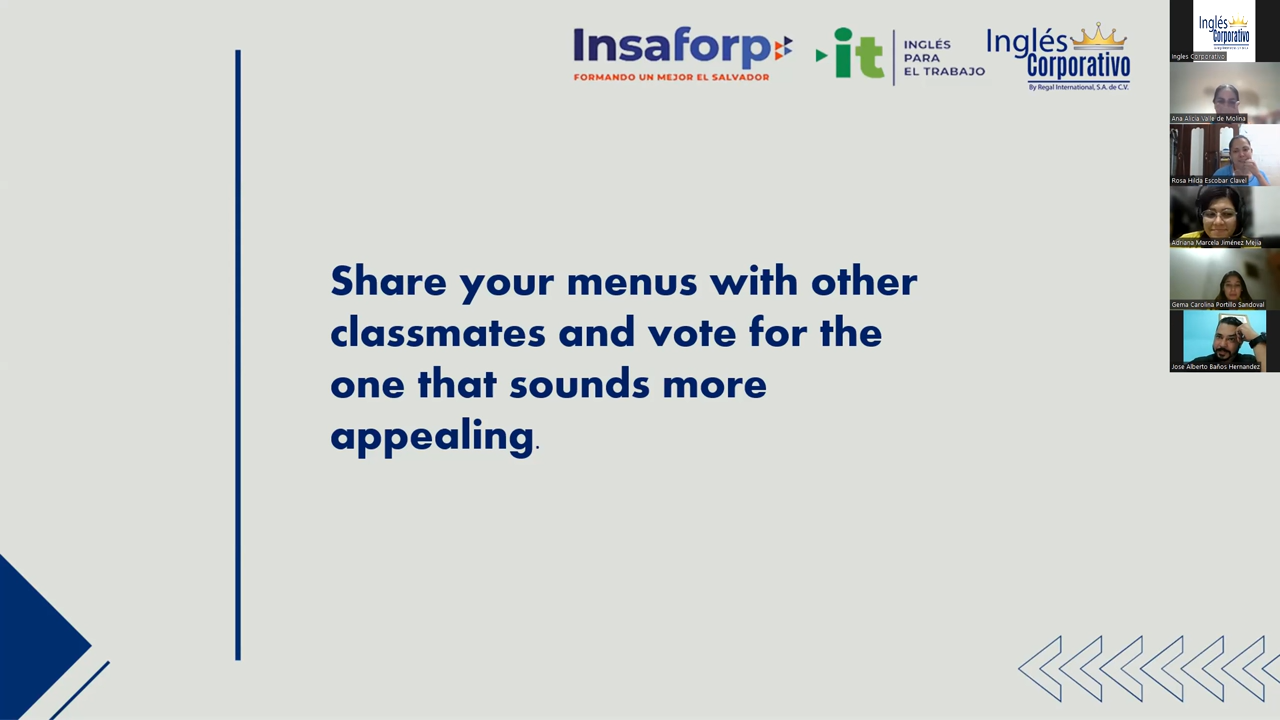 Insaforp
FORMANDO UN MEJOR EL SALVADOR
it
INGLÉS
PARA
EL TRABAJO
Inglés
Corporativo
By Regal International, S.A. de C.V.
Share your menus with other
classmates and vote for the
one that sounds more
appealing.
Inglés
Corporativo
Ingles Corporativo
Ana Alicia Valle de Molina
Rosa Hilda Escobar Clavel
Adriana Marcela Jiménez Mejía
Gema Carolina Portillo Sandoval
Jose Alberto Baños Hernandez